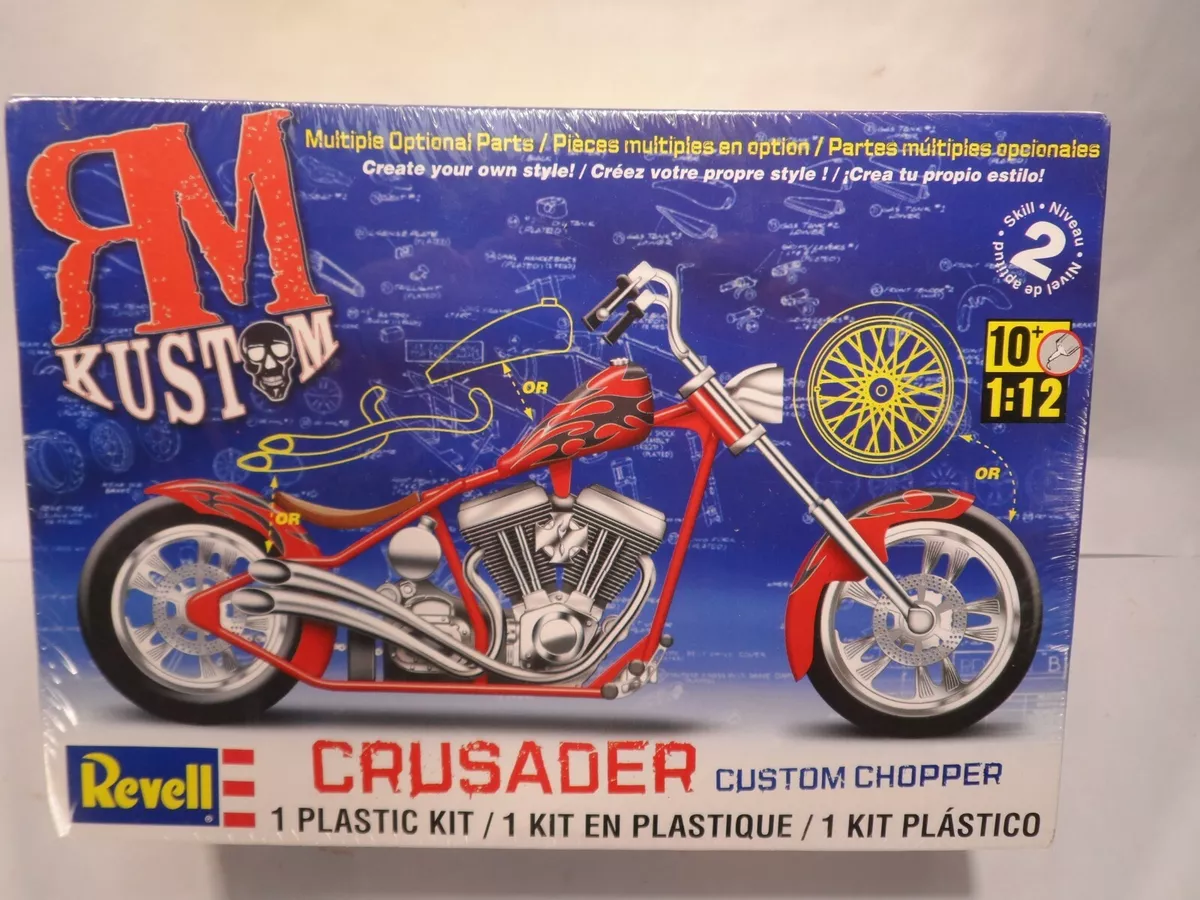 RM
KUSTOM
Multiple Optional Parts / Pièces multiples en option / Partes múltiples opcionales
Create your own style! / Créez votre propre style ! / ¡Crea tu propio estilo!
Skill • Niveau • Nivel de aptitud •
2
10+
1:12
OR
OR
OR
Revell
CRUSADER CUSTOM CHOPPER
1 PLASTIC KIT / 1 KIT EN PLASTIQUE / 1 KIT PLÁSTICO